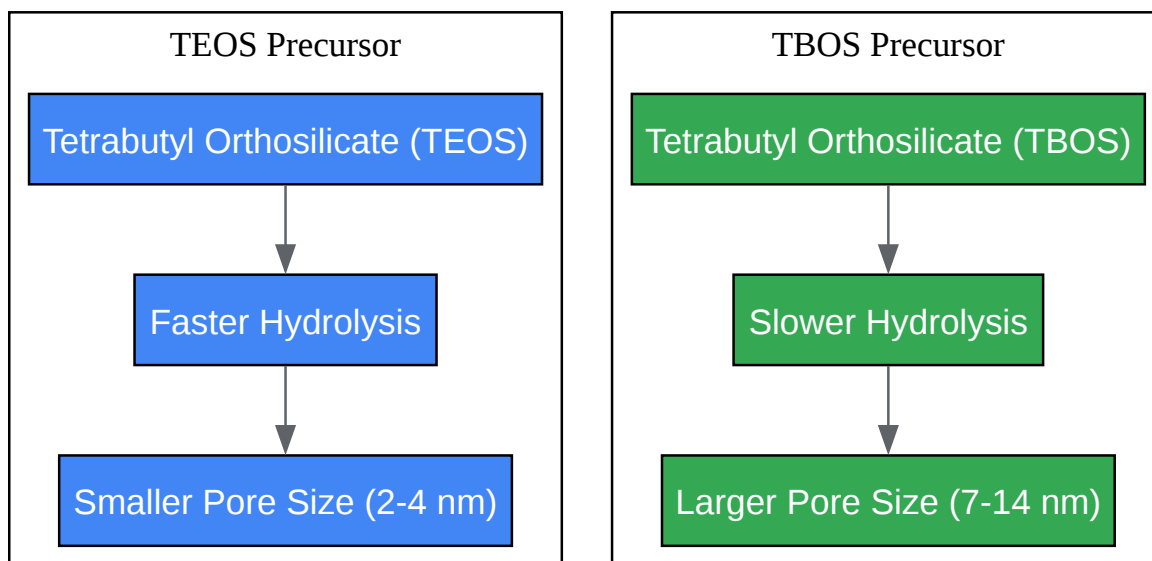 TEOS Precursor
Tetrabutyl Orthosilicate (TEOS)
Faster Hydrolysis
Smaller Pore Size (2-4 nm)
TBOS Precursor
Tetrabutyl Orthosilicate (TBOS)
Slower Hydrolysis
Larger Pore Size (7-14 nm)